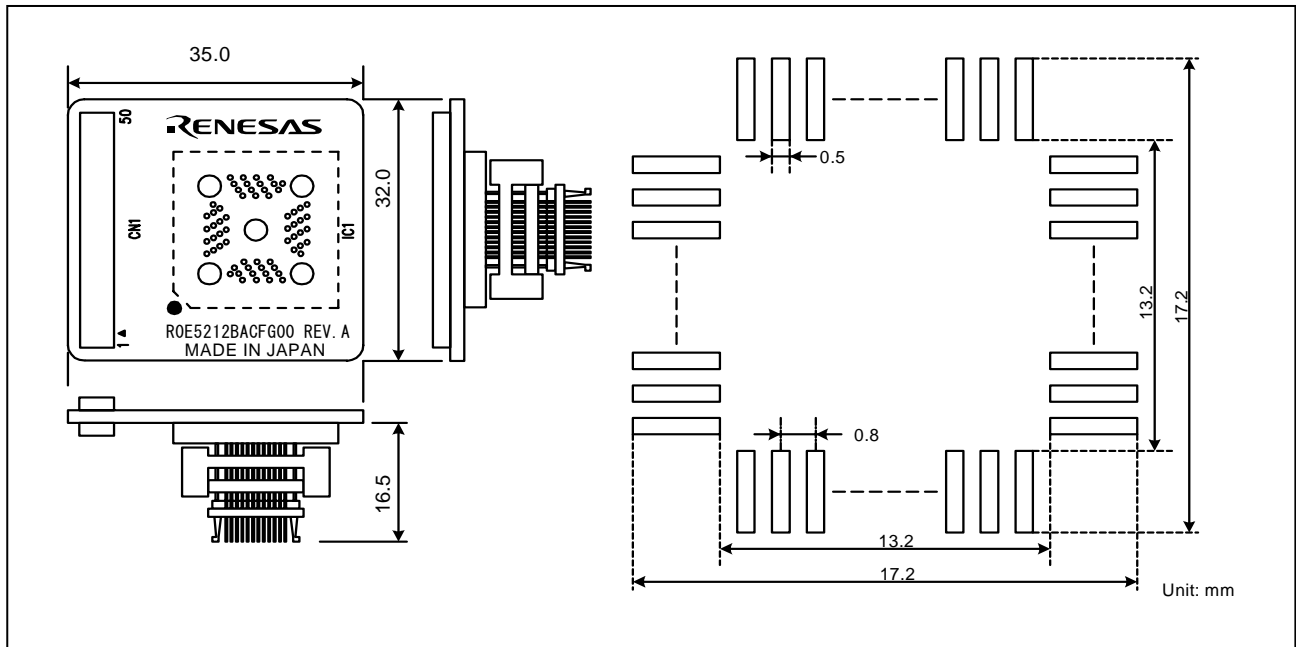 35.0
50
RENESAS
32.0
CN1
IC1
1
R0E5212BACFG00 REV. A
MADE IN JAPAN
16.5
0.5
13.2
17.2
0.8
13.2
17.2
Unit: mm